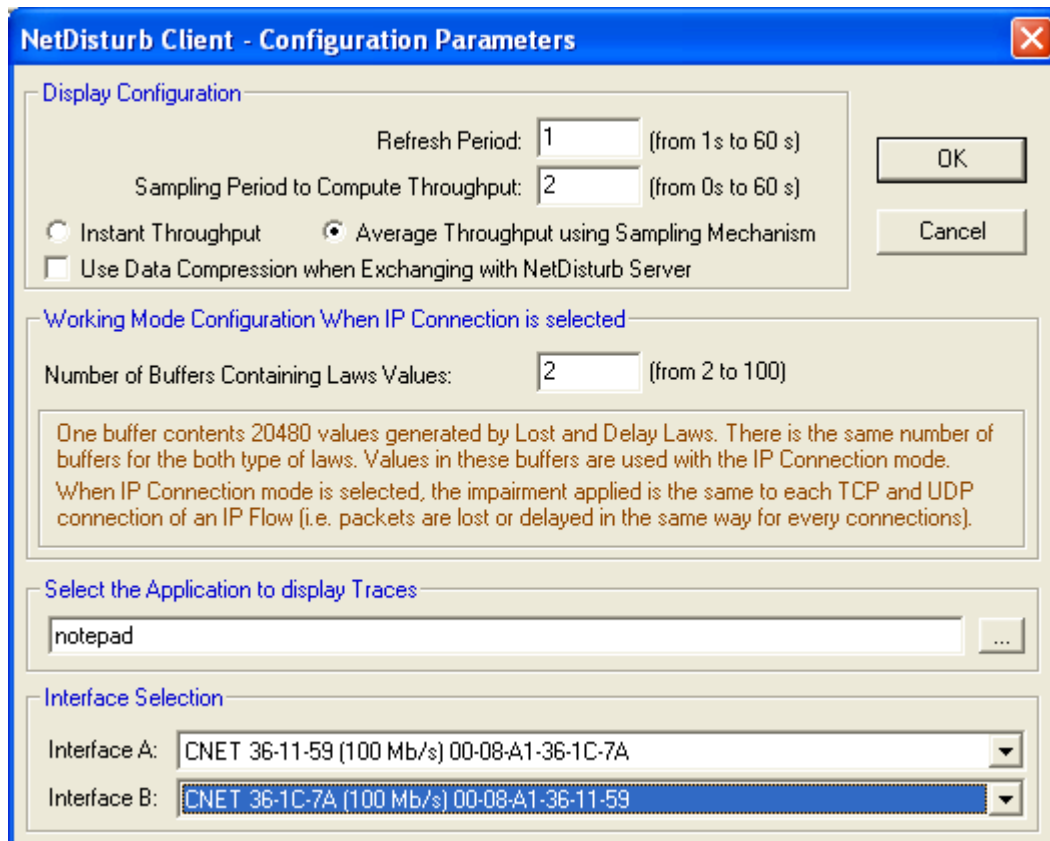 NetDisturb Client - Configuration Parameters
Display Configuration
Refresh Period: 1 (from 1s to 60 s)
OK
Sampling Period to Compute Throughput: 2 (from 0s to 60 s)
Instant Throughput Average Throughput using Sampling Mechanism
Cancel
Use Data Compression when Exchanging with NetDisturb Server
Working Mode Configuration When IP Connection is selected
Number of Buffers Containing Laws Values: 2 (from 2 to 100)
One buffer contents 20480 values generated by Lost and Delay Laws. There is the same number of
buffers for the both type of laws. Values in these buffers are used with the IP Connection mode.
When IP Connection mode is selected, the impairment applied is the same to each TCP and UDP
connection of an IP Flow (i.e. packets are lost or delayed in the same way for every connections).
Select the Application to display Traces
notepad ...
Interface Selection
Interface A: CNET 36-11-59 (100 Mb/s) 00-08-A1-36-1C-7A
Interface B: CNET 36-1C-7A (100 Mb/s) 00-08-A1-36-11-59